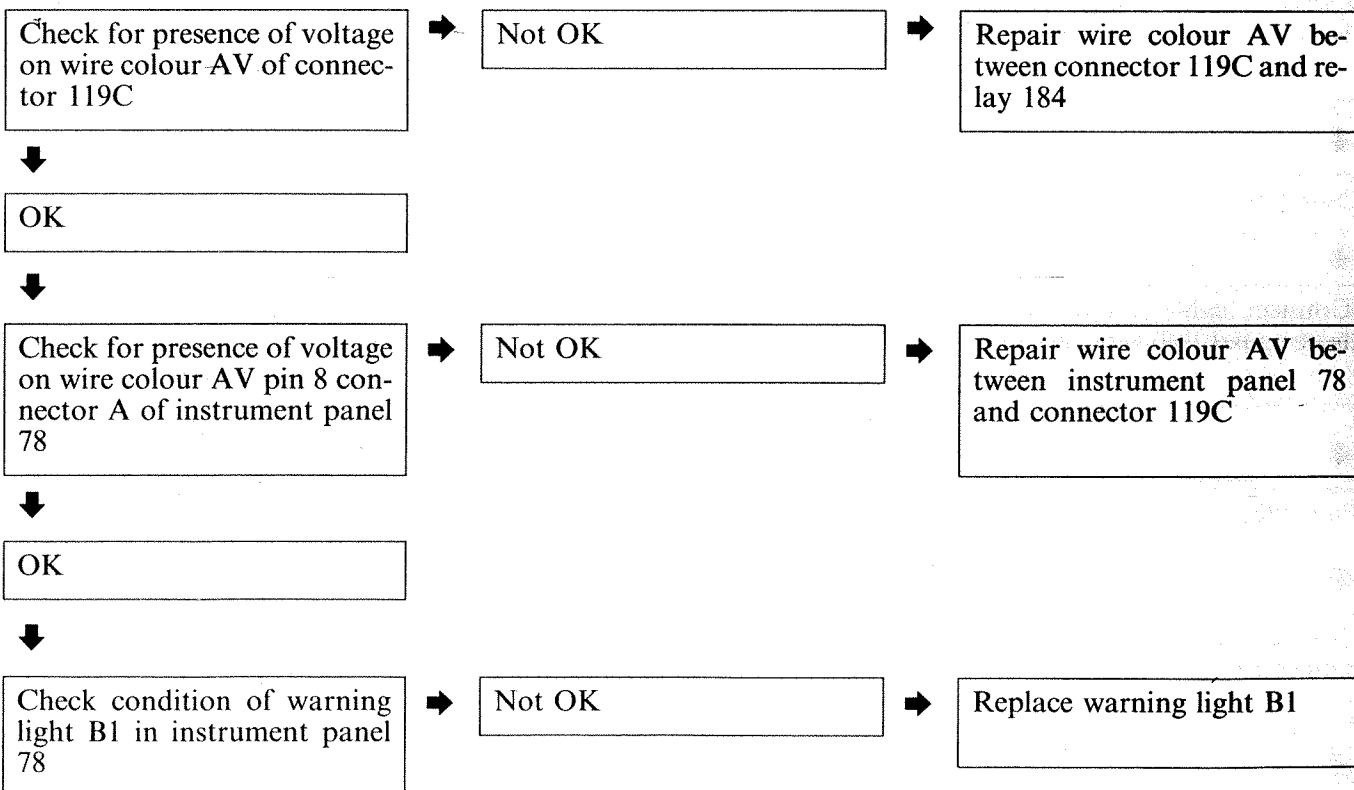 Check for presence of voltage
on wire colour AV of connec-
tor 119C
Not OK
Repair wire colour AV be-
tween connector 119C and re-
lay 184
OK
Check for presence of voltage
on wire colour AV pin 8 con-
nector A of instrument panel
78
Not OK
Repair wire colour AV be-
tween instrument panel 78
and connector 119C
OK
Check condition of warning
light B1 in instrument panel
78
Not OK
Replace warning light B1